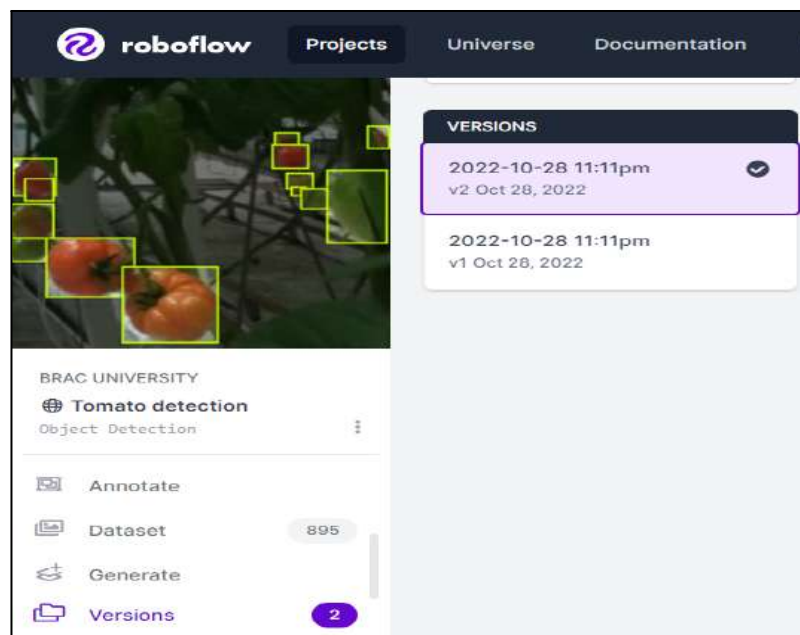 roboflow Projects Universe Documentation
VERSIONS
2022-10-28 11:11pm
v2 Oct 28, 2022
2022-10-28 11:11pm
v1 Oct 28, 2022
BRAC UNIVERSITY
Tomato detection
Object Detection
Annotate
Dataset 895
Generate
Versions 2